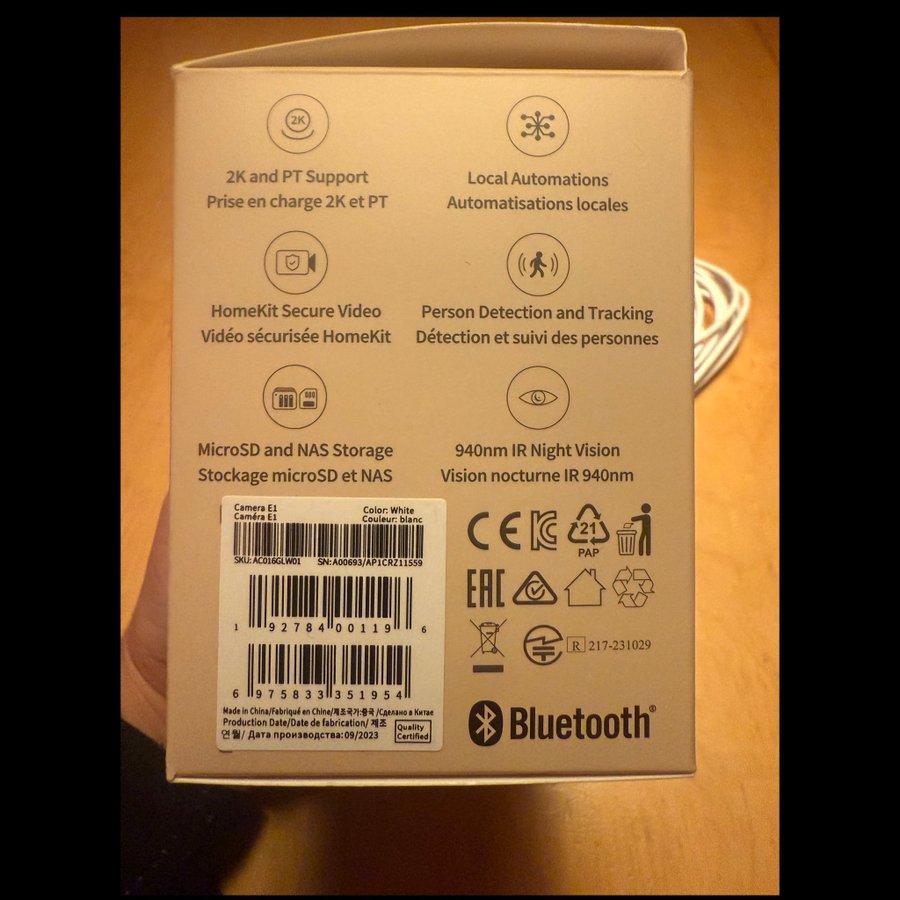 2K
2K and PT Support
Prise en charge 2K et PT
Local Automations
Automatisations locales
HomeKit Secure Video
Vidéo sécurisée HomeKit
Person Detection and Tracking
Détection et suivi des personnes
MicroSD and NAS Storage
Stockage microSD et NAS
940nm IR Night Vision
Vision nocturne IR 940nm
Camera E1
Caméra E1
Color: White
Couleur: blanc
SKU: AC016GLW01 SN: A00693/AP1CRZ11559
1 92784 00119 6
6 975833 351954
Made in China/Fabriqué en Chine/제조국가:중국 /Сделано в Китае
Production Date/Date de fabrication/ 제조
연월/ Дата производства: 09/2023
Quality
Certified
CE
21
PAP
EAC
R 217-231029
Bluetooth®